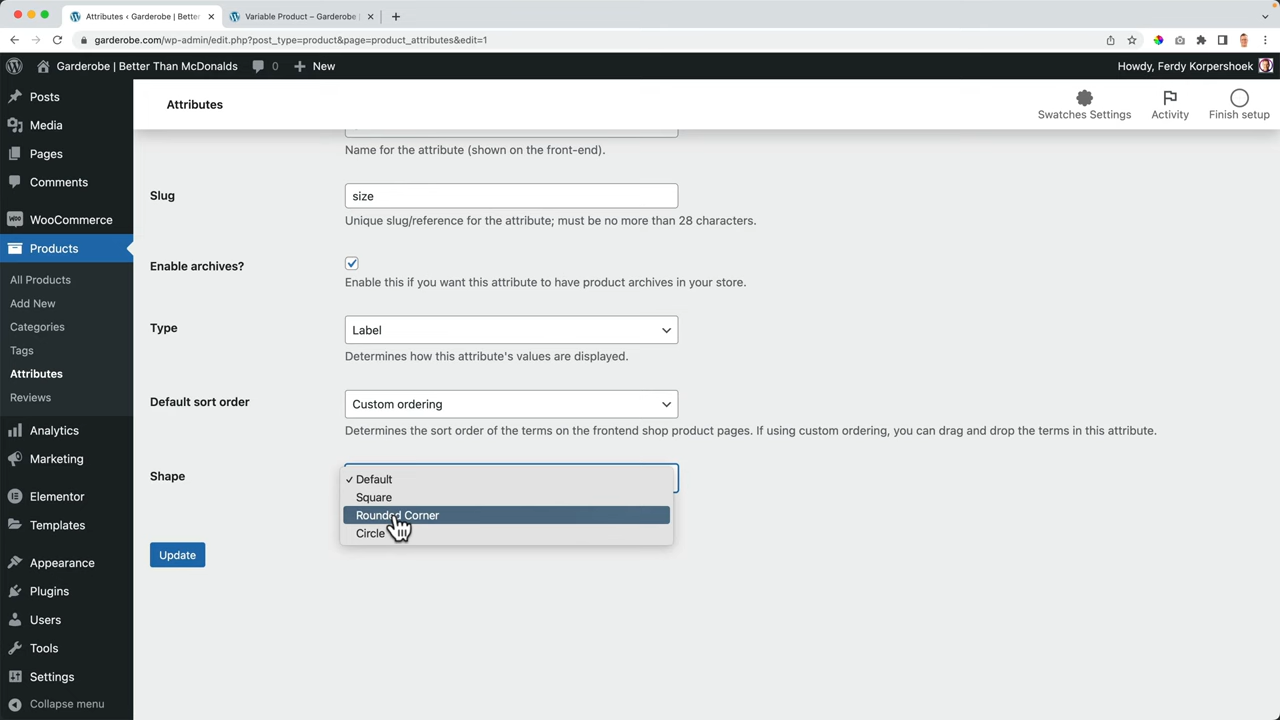 Attributes ‹ Garderobe | Better
Variable Product – Garderobe |
garderobe.com/wp-admin/edit.php?post_type=product&page=product_attributes&edit=1
Garderobe | Better Than McDonalds
0
New
Howdy, Ferdy Korpershoek
Posts
Media
Pages
Comments
WooCommerce
Products
All Products
Add New
Categories
Tags
Attributes
Reviews
Analytics
Marketing
Elementor
Templates
Appearance
Plugins
Users
Tools
Settings
Collapse menu
Attributes
Swatches Settings
Activity
Finish setup
Name for the attribute (shown on the front-end).
Slug
size
Unique slug/reference for the attribute; must be no more than 28 characters.
Enable archives?
Enable this if you want this attribute to have product archives in your store.
Type
Label
Determines how this attribute's values are displayed.
Default sort order
Custom ordering
Determines the sort order of the terms on the frontend shop product pages. If using custom ordering, you can drag and drop the terms in this attribute.
Shape
✓ Default
Square
Rounded Corner
Circle
Update